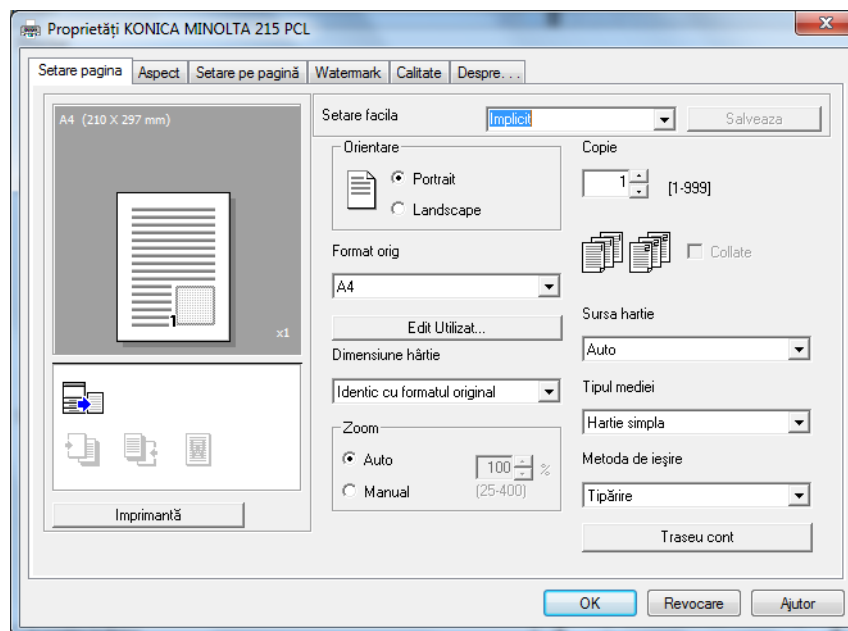 Proprietăți KONICA MINOLTA 215 PCL
Setare pagina Aspect Setare pe pagină Watermark Calitate Despre. . .
A4 (210 X 297 mm)
1
x1
Imprimantă
Setare facila Implicit Salveaza
Orientare
Portrait
Landscape
Format orig
A4
Edit Utilizat...
Dimensiune hârtie
Identic cu formatul original
Zoom
Auto
Manual
100 %
(25-400)
Copie
1 [1-999]
Collate
Sursa hartie
Auto
Tipul mediei
Hartie simpla
Metoda de ieşire
Tipărire
Traseu cont
OK Revocare Ajutor